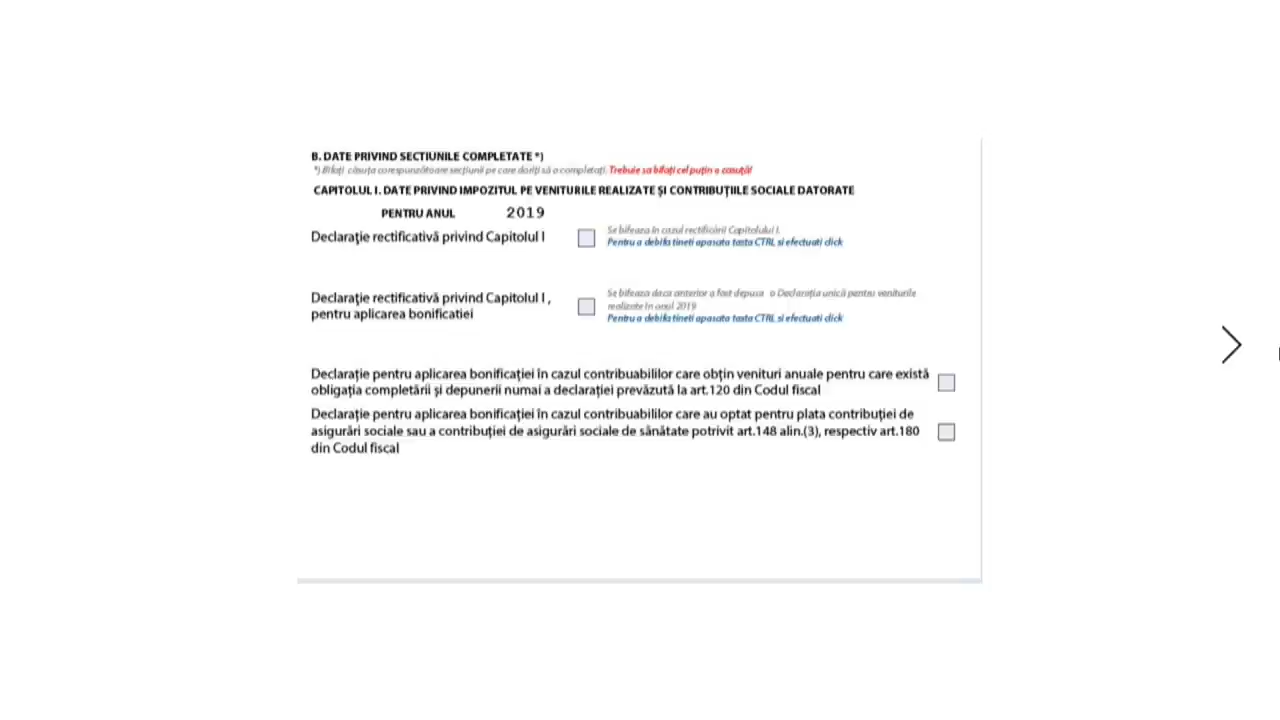 B. DATE PRIVIND SECTIUNILE COMPLETATE *)
*) Bifați căsuța corespunzătoare secțiunii pe care doriți să o completați. Trebuie sa bifați cel puțin o casuță!
CAPITOLUL I. DATE PRIVIND IMPOZITUL PE VENITURILE REALIZATE ȘI CONTRIBUȚIILE SOCIALE DATORATE
PENTRU ANUL 2019
Declaraţie rectificativă privind Capitolul I
Se bifeaza în cazul rectificării Capitolului I.
Pentru a debifa tineti apasata tasta CTRL si efectuati click
Declaraţie rectificativă privind Capitolul I ,
pentru aplicarea bonificatiei
Se bifeaza daca anterior a fost depusa o Declarația unică pentru veniturile
realizate în anul 2019
Pentru a debifa tineti apasata tasta CTRL si efectuati click
Declarație pentru aplicarea bonificației în cazul contribuabililor care obțin venituri anuale pentru care există
obligația completării și depunerii numai a declarației prevăzută la art.120 din Codul fiscal
Declarație pentru aplicarea bonificației în cazul contribuabililor care au optat pentru plata contribuției de
asigurări sociale sau a contribuției de asigurări sociale de sănătate potrivit art.148 alin.(3), respectiv art.180
din Codul fiscal